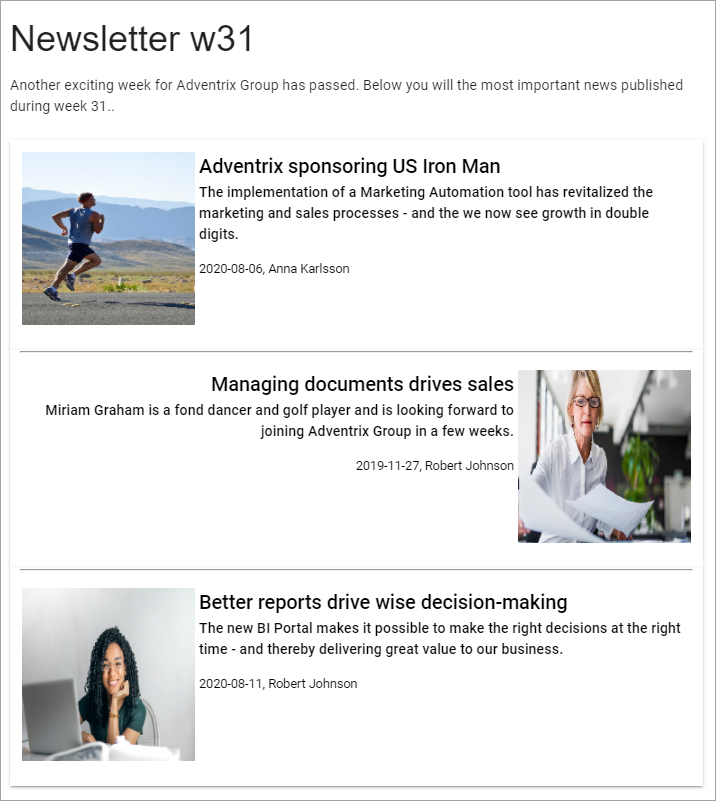 Newsletter w31
Another exciting week for Adventrix Group has passed. Below you will the most important news published
during week 31..
Adventrix sponsoring US Iron Man
The implementation of a Marketing Automation tool has revitalized the
marketing and sales processes - and the we now see growth in double
digits.
2020-08-06, Anna Karlsson
Managing documents drives sales
Miriam Graham is a fond dancer and golf player and is looking forward to
joining Adventrix Group in a few weeks.
2019-11-27, Robert Johnson
Better reports drive wise decision-making
The new BI Portal makes it possible to make the right decisions at the right
time - and thereby delivering great value to our business.
2020-08-11, Robert Johnson